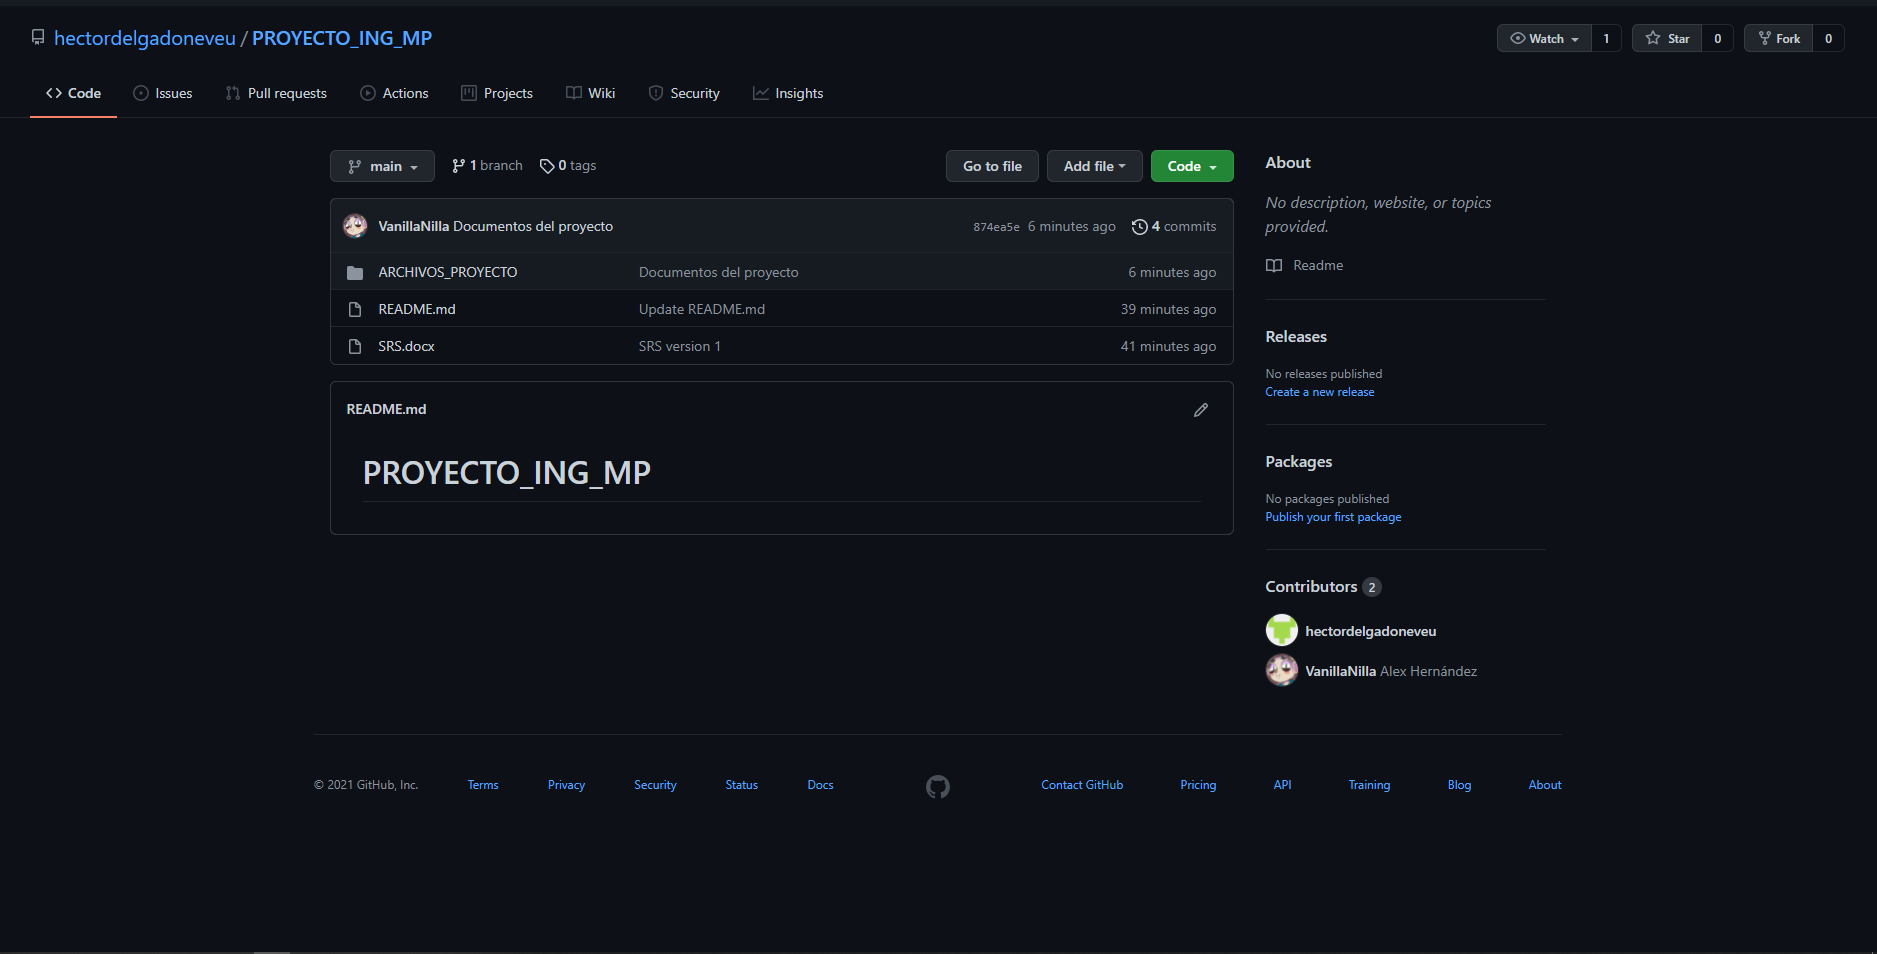 hectordelgadoneveu / PROYECTO_ING_MP
Watch 1 Star 0 Fork 0
Code Issues Pull requests Actions Projects Wiki Security Insights
main 1 branch 0 tags Go to file Add file Code
VanillaNilla Documentos del proyecto 874ea5e 6 minutes ago 4 commits
ARCHIVOS_PROYECTO Documentos del proyecto 6 minutes ago
README.md Update README.md 39 minutes ago
SRS.docx SRS version 1 41 minutes ago
README.md
PROYECTO_ING_MP
About
No description, website, or topics
provided.
Readme
Releases
No releases published
Create a new release
Packages
No packages published
Publish your first package
Contributors 2
hectordelgadoneveu
VanillaNilla Alex Hernández
© 2021 GitHub, Inc. Terms Privacy Security Status Docs Contact GitHub Pricing API Training Blog About